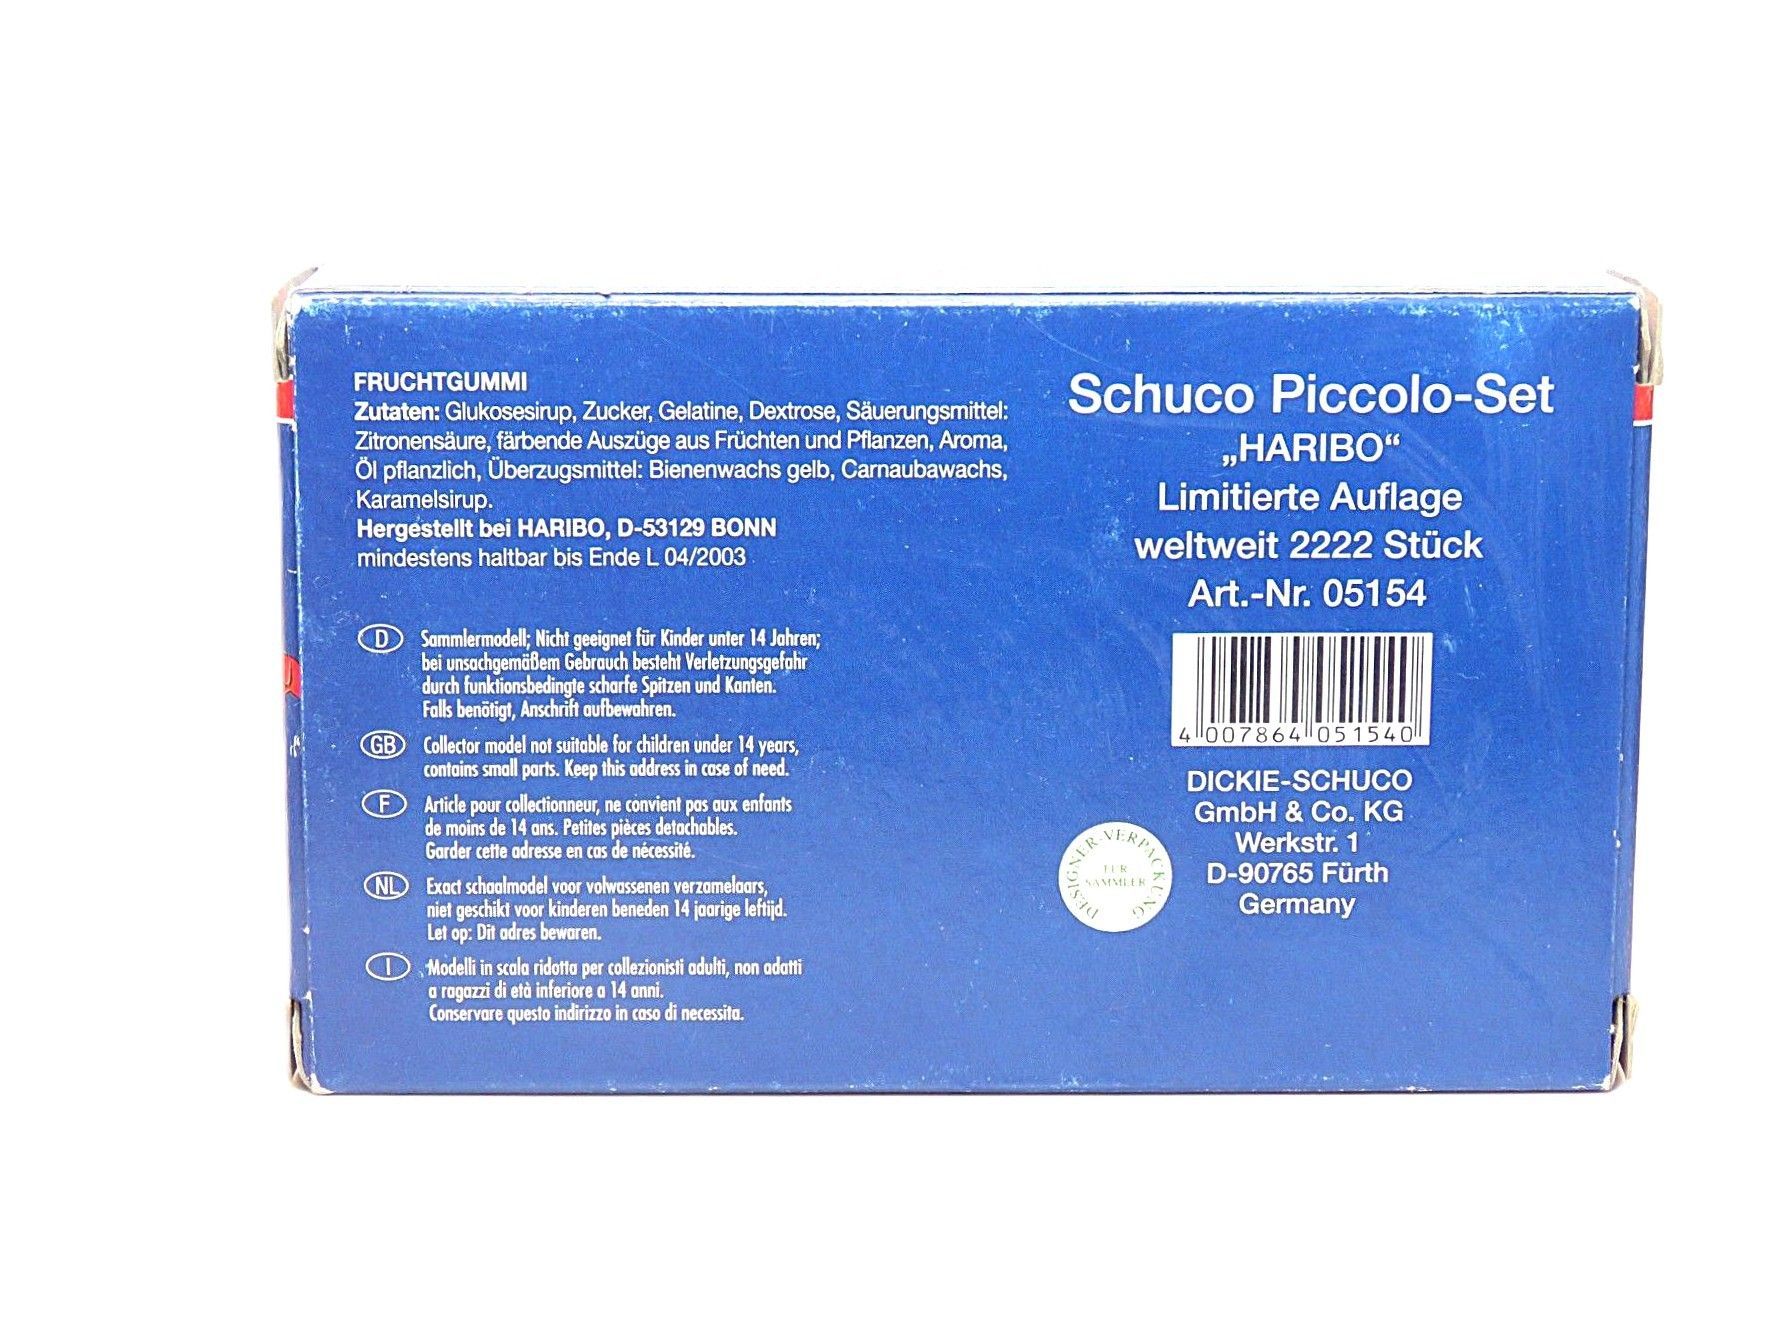 FRUCHTGUMMI
Zutaten: Glukosesirup, Zucker, Gelatine, Dextrose, Säuerungsmittel:
Zitronensäure, färbende Auszüge aus Früchten und Pflanzen, Aroma,
Öl pflanzlich, Überzugsmittel: Bienenwachs gelb, Carnaubawachs,
Karamelsirup.
Hergestellt bei HARIBO, D-53129 BONN
mindestens haltbar bis Ende L 04/2003
D Sammlermodell; Nicht geeignet für Kinder unter 14 Jahren;
bei unsachgemäßem Gebrauch besteht Verletzungsgefahr
durch funktionsbedingte scharfe Spitzen und Kanten.
Falls benötigt, Anschrift aufbewahren.
GB Collector model not suitable for children under 14 years,
contains small parts. Keep this address in case of need.
F Article pour collectionneur, ne convient pas aux enfants
de moins de 14 ans. Petites pièces detachables.
Garder cette adresse en cas de nécessité.
NL Exact schaalmodel voor volwassenen verzamelaars,
niet geschikt voor kinderen beneden 14 jaarige leftijd.
Let op: Dit adres bewaren.
I Modelli in scala ridotta per collezionisti adulti, non adatti
a ragazzi di età inferiore a 14 anni.
Conservare questo indirizzo in caso di necessita.
Schuco Piccolo-Set
„HARIBO“
Limitierte Auflage
weltweit 2222 Stück
Art.-Nr. 05154
4 007864 051540
DICKIE-SCHUCO
GmbH & Co. KG
Werkstr. 1
D-90765 Fürth
Germany
DESIGNER-VERPACKUNG
FÜR
SAMMLER